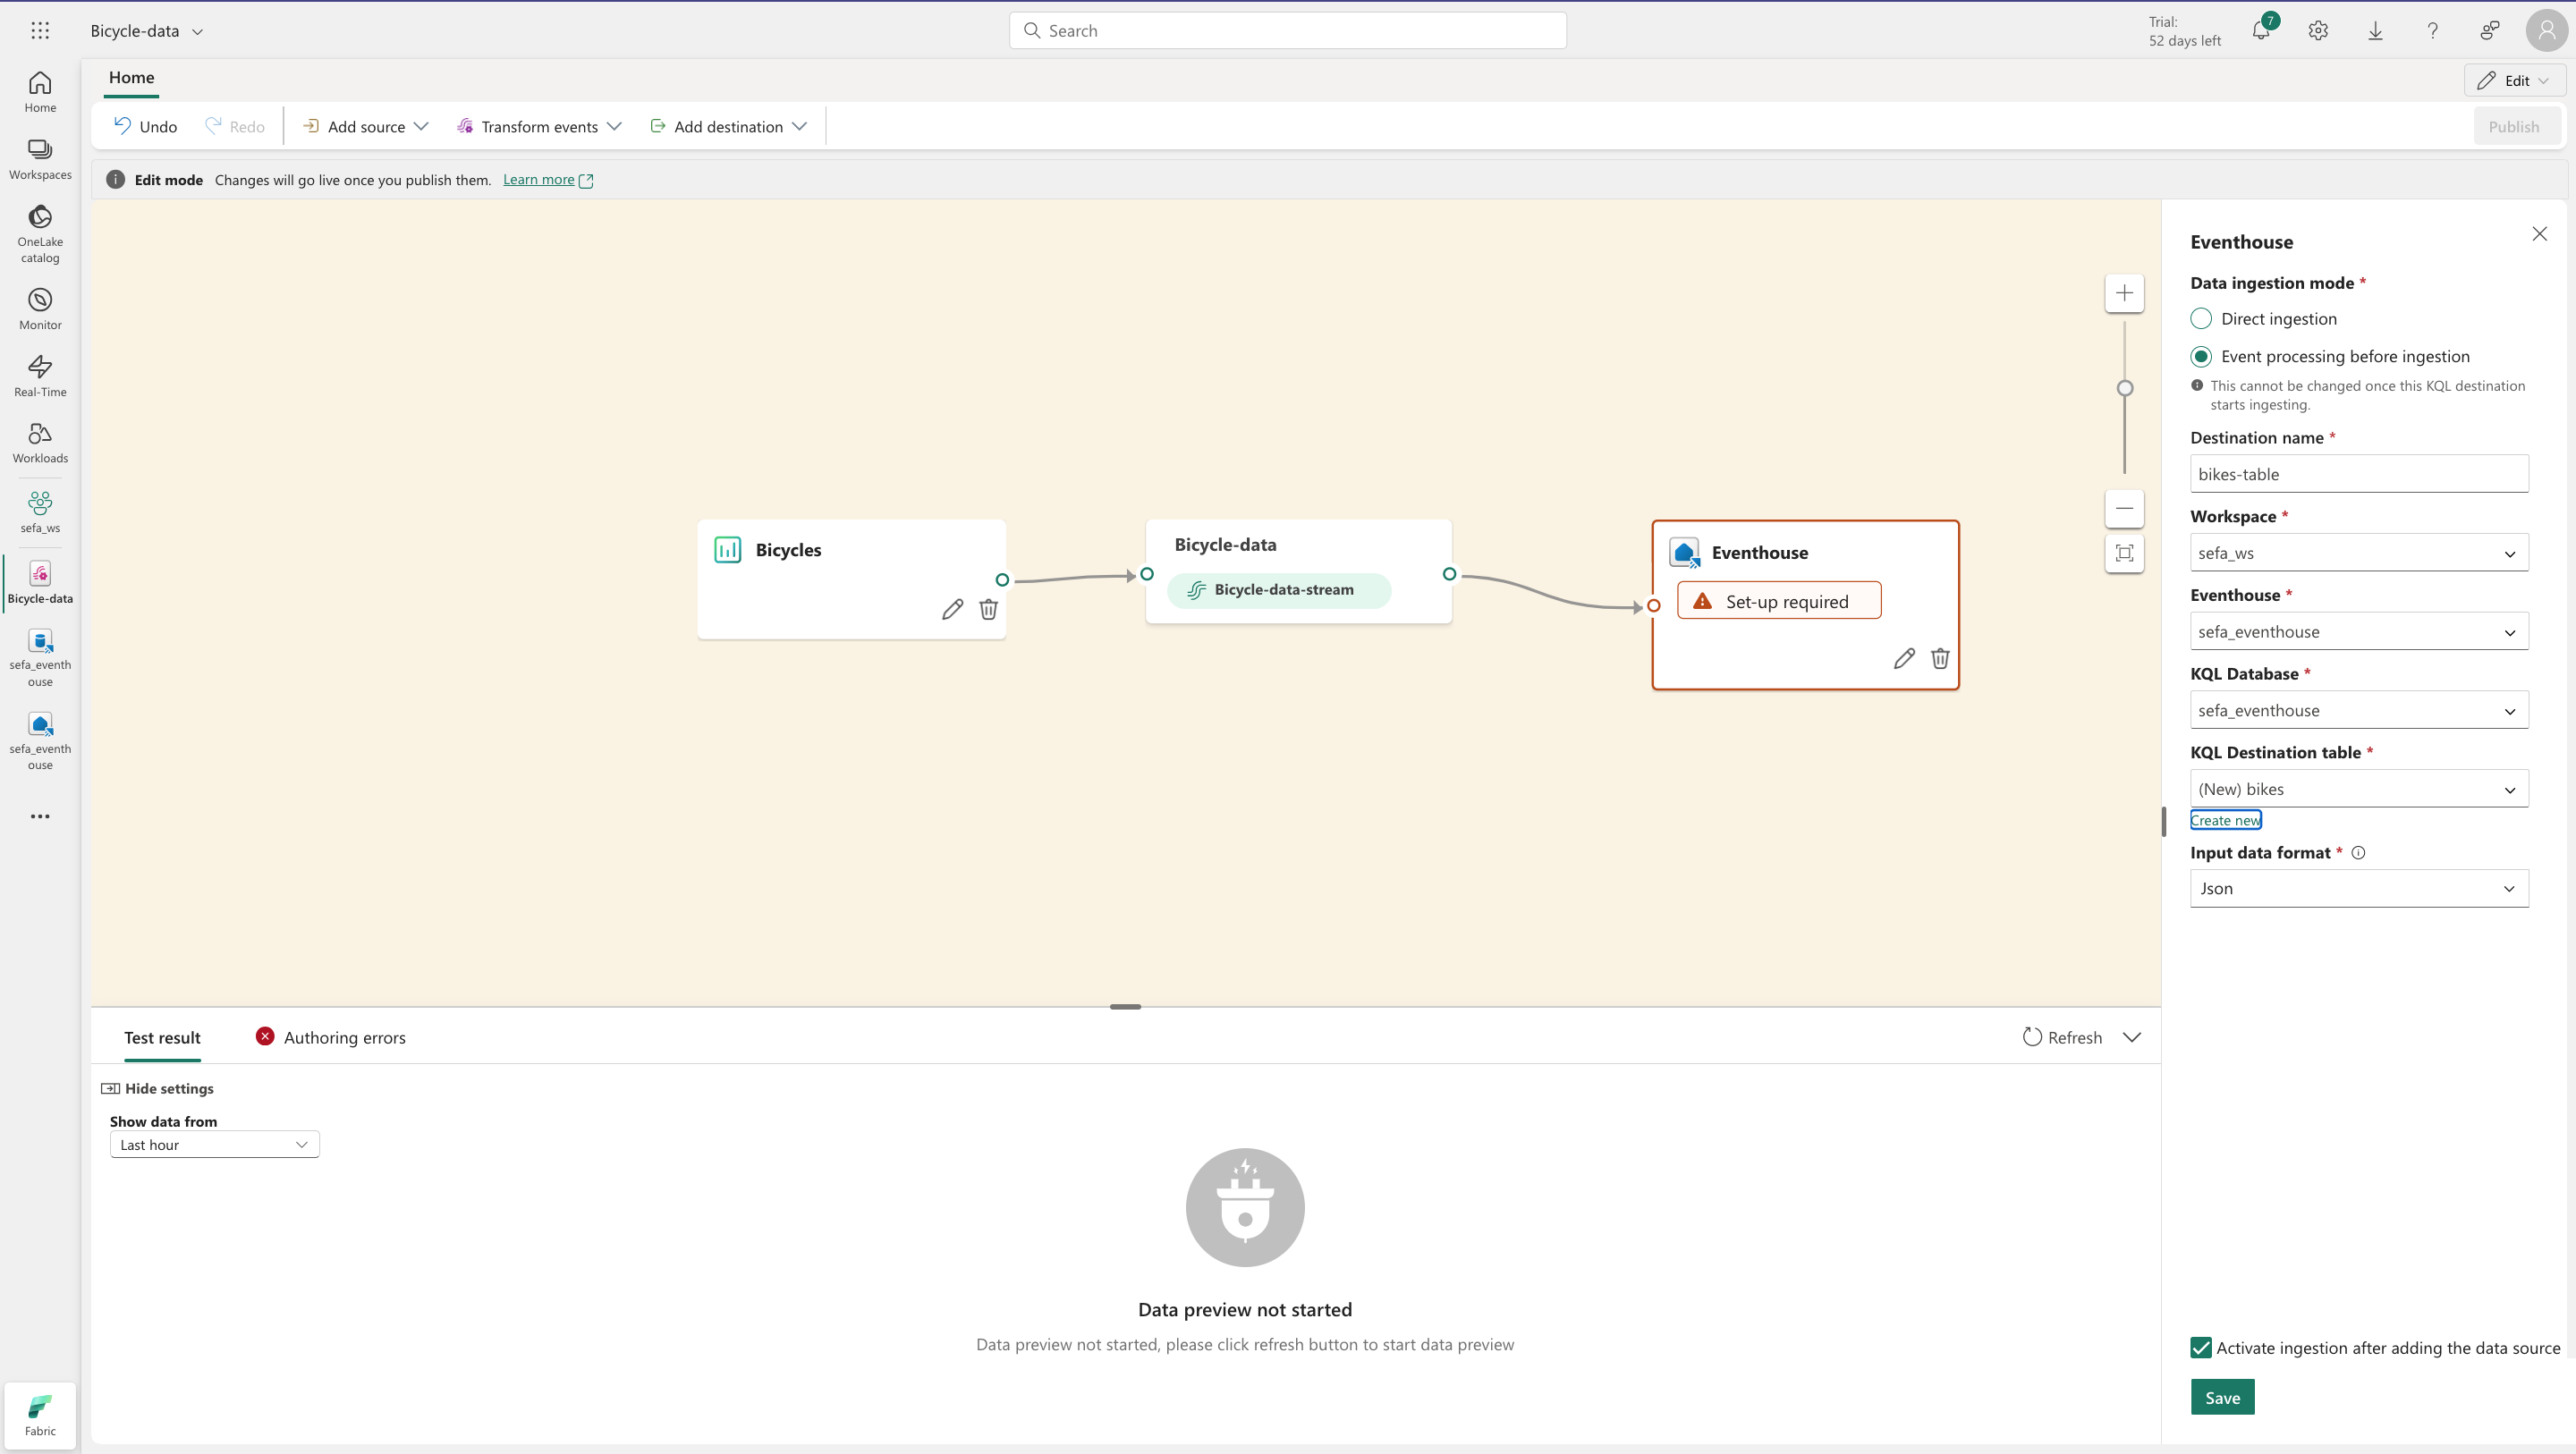 Bicycle-data
Search
Trial:
52 days left
7
Home
Workspaces
OneLake
catalog
Monitor
Real-Time
Workloads
sefa_ws
Bicycle-data
sefa_eventh
ouse
sefa_eventh
ouse
Fabric
Home
Edit
Undo
Redo
Add source
Transform events
Add destination
Publish
Edit mode Changes will go live once you publish them. Learn more
Bicycles
Bicycle-data
Bicycle-data-stream
Eventhouse
Set-up required
Test result
Authoring errors
Refresh
Hide settings
Show data from
Last hour
Data preview not started
Data preview not started, please click refresh button to start data preview
Eventhouse
Data ingestion mode *
Direct ingestion
Event processing before ingestion
This cannot be changed once this KQL destination
starts ingesting.
Destination name *
bikes-table
Workspace *
sefa_ws
Eventhouse *
sefa_eventhouse
KQL Database *
sefa_eventhouse
KQL Destination table *
(New) bikes
Create new
Input data format *
Json
Activate ingestion after adding the data source
Save